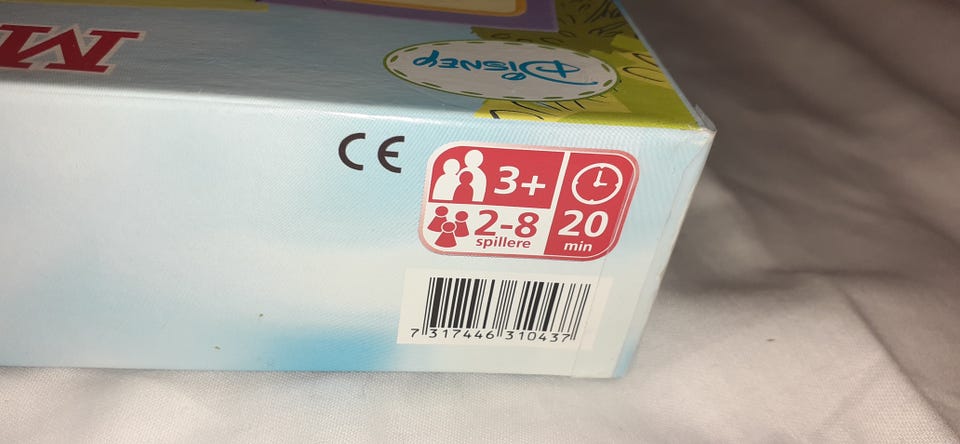 M
Disney
CE
3+
2-8
spillere
20
min
7 317446 310437